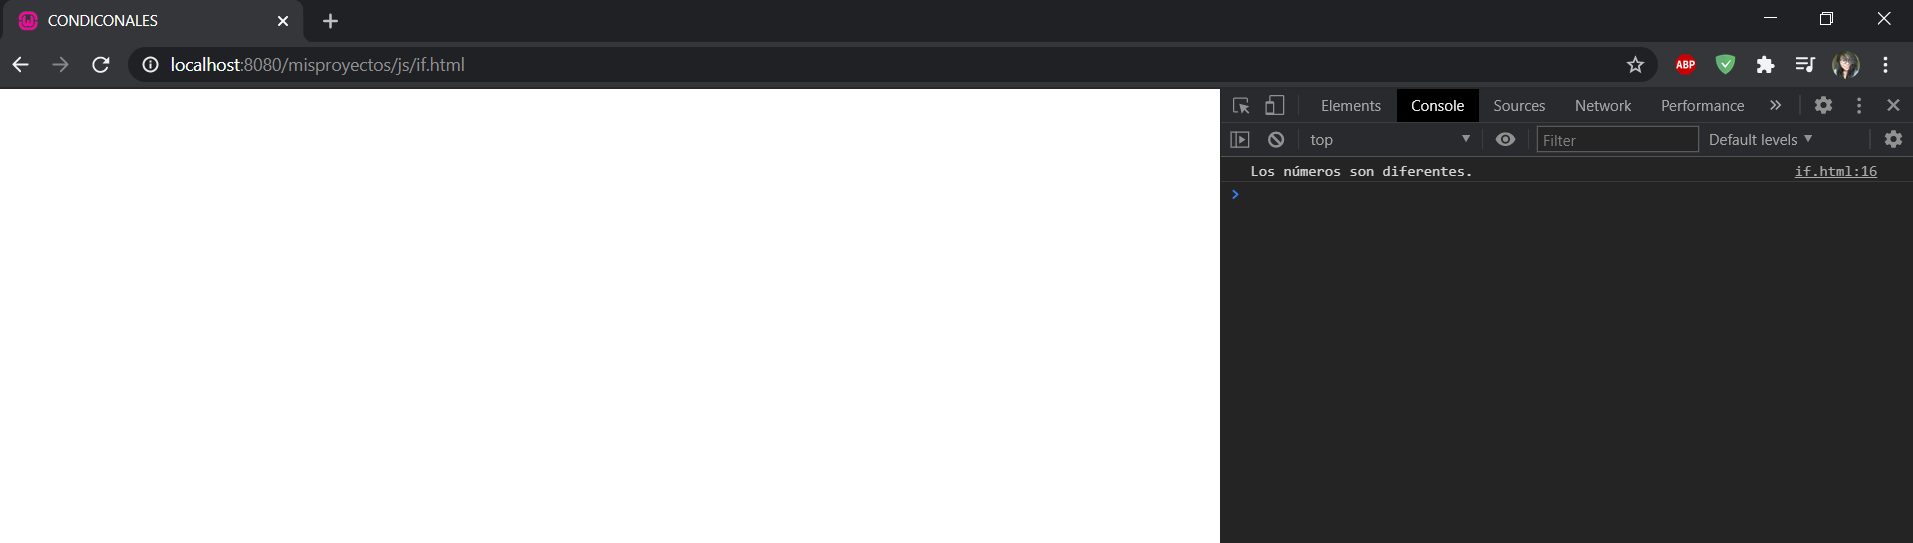 CONDICONALES
localhost:8080/misproyectos/js/if.html
ABP
Elements Console Sources Network Performance
top Filter Default levels
Los números son diferentes. if.html:16